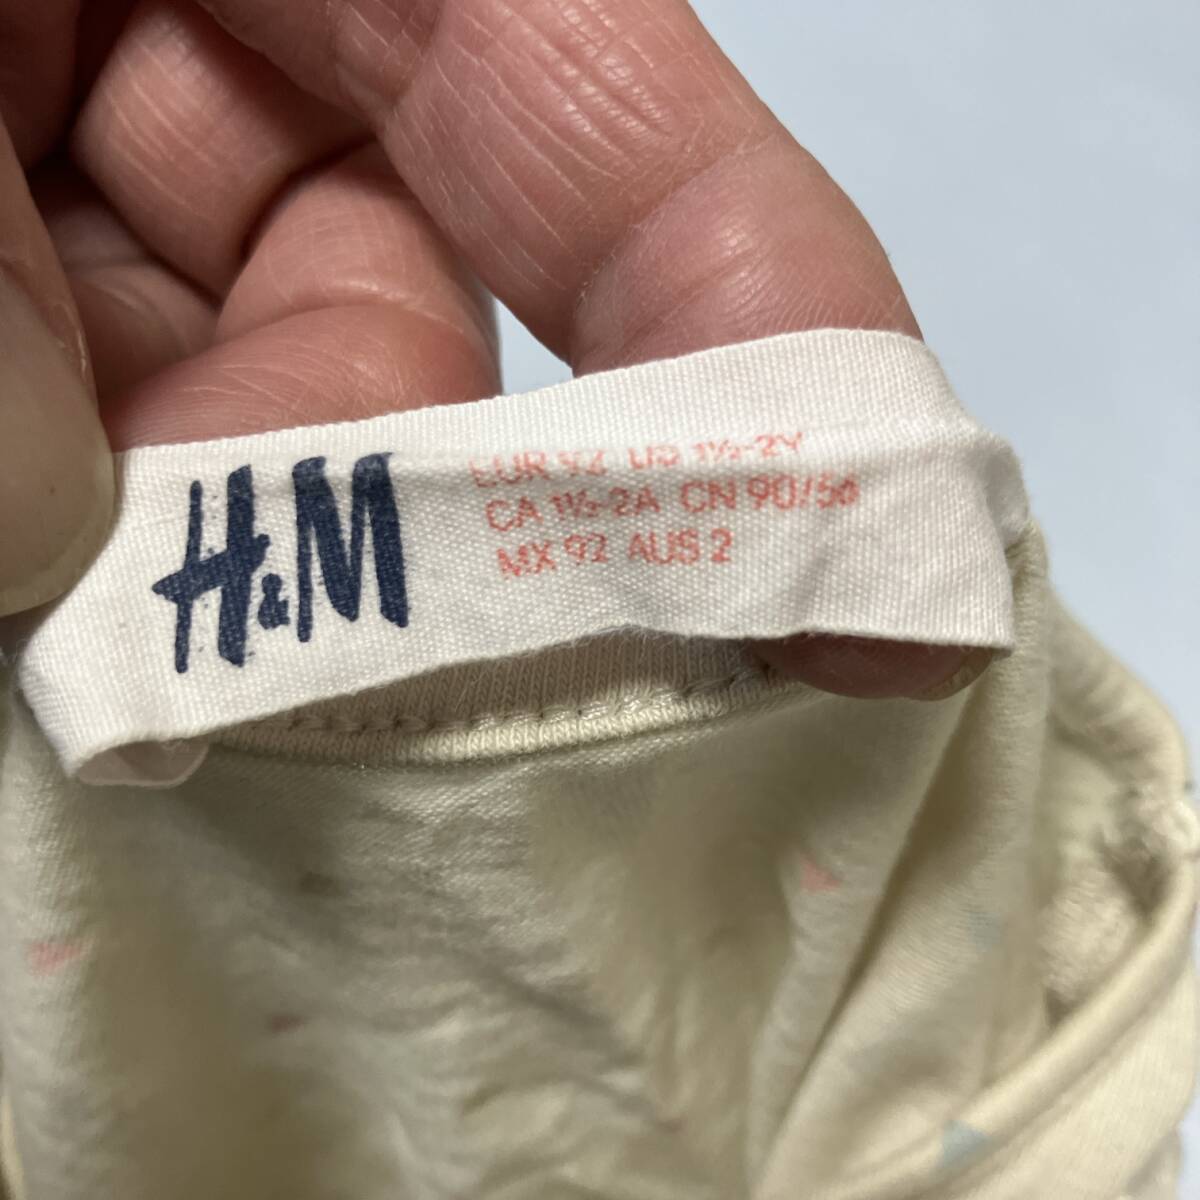 H&M
EUR 92 US 1½-2Y
CA 1½-2A CN 90/56
MX 92 AUS 2